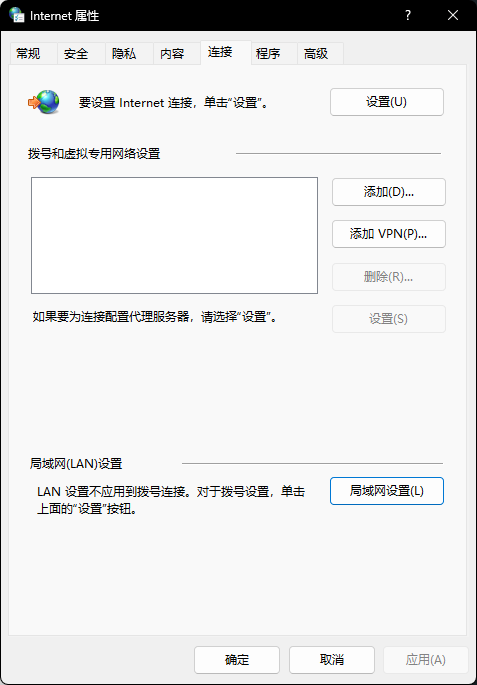 Internet 属性
?
常规 安全 隐私 内容 连接 程序 高级
要设置 Internet 连接，单击“设置”。
设置(U)
拨号和虚拟专用网络设置
添加(D)...
添加 VPN(P)...
删除(R)...
如果要为连接配置代理服务器，请选择“设置”。
设置(S)
局域网(LAN)设置
LAN 设置不应用到拨号连接。对于拨号设置，单击
上面的“设置”按钮。
局域网设置(L)
确定 取消 应用(A)